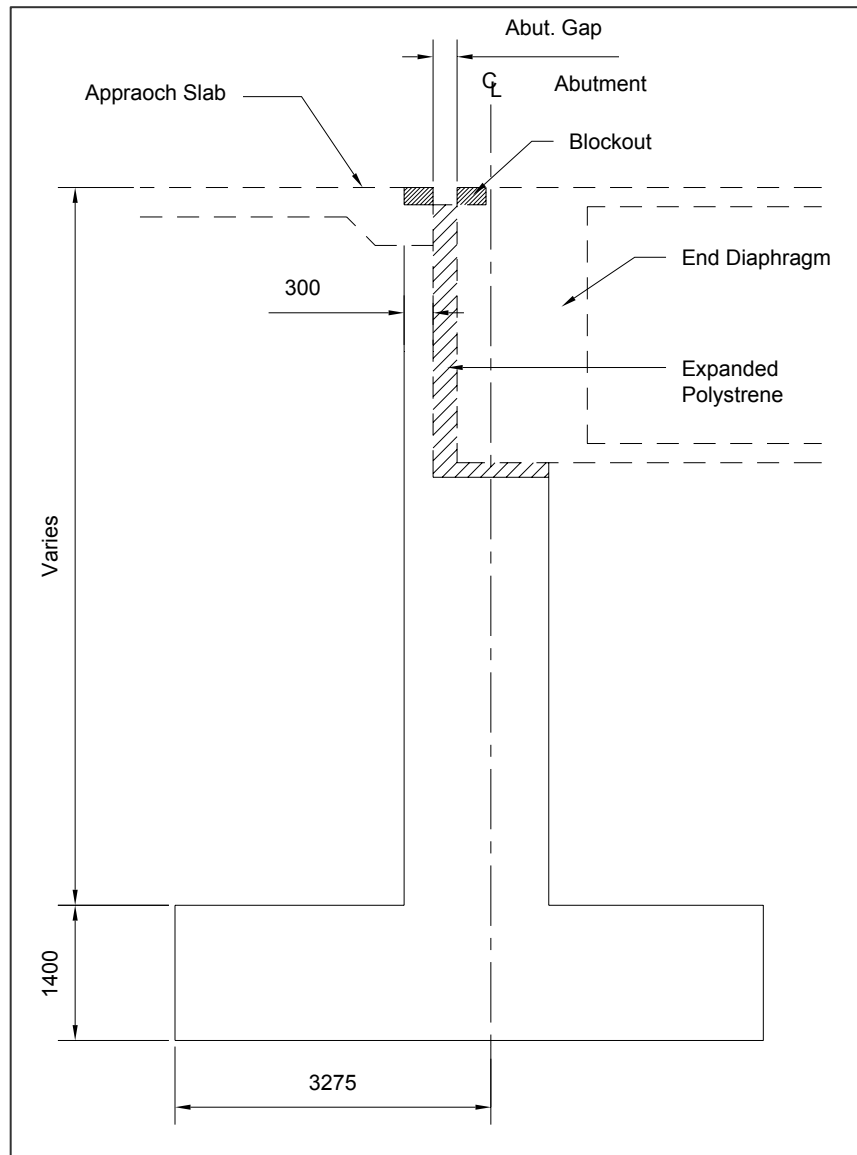 Abut. Gap
℄
Abutment
Appraoch Slab
Blockout
End Diaphragm
300
Expanded
Polystrene
Varies
1400
3275